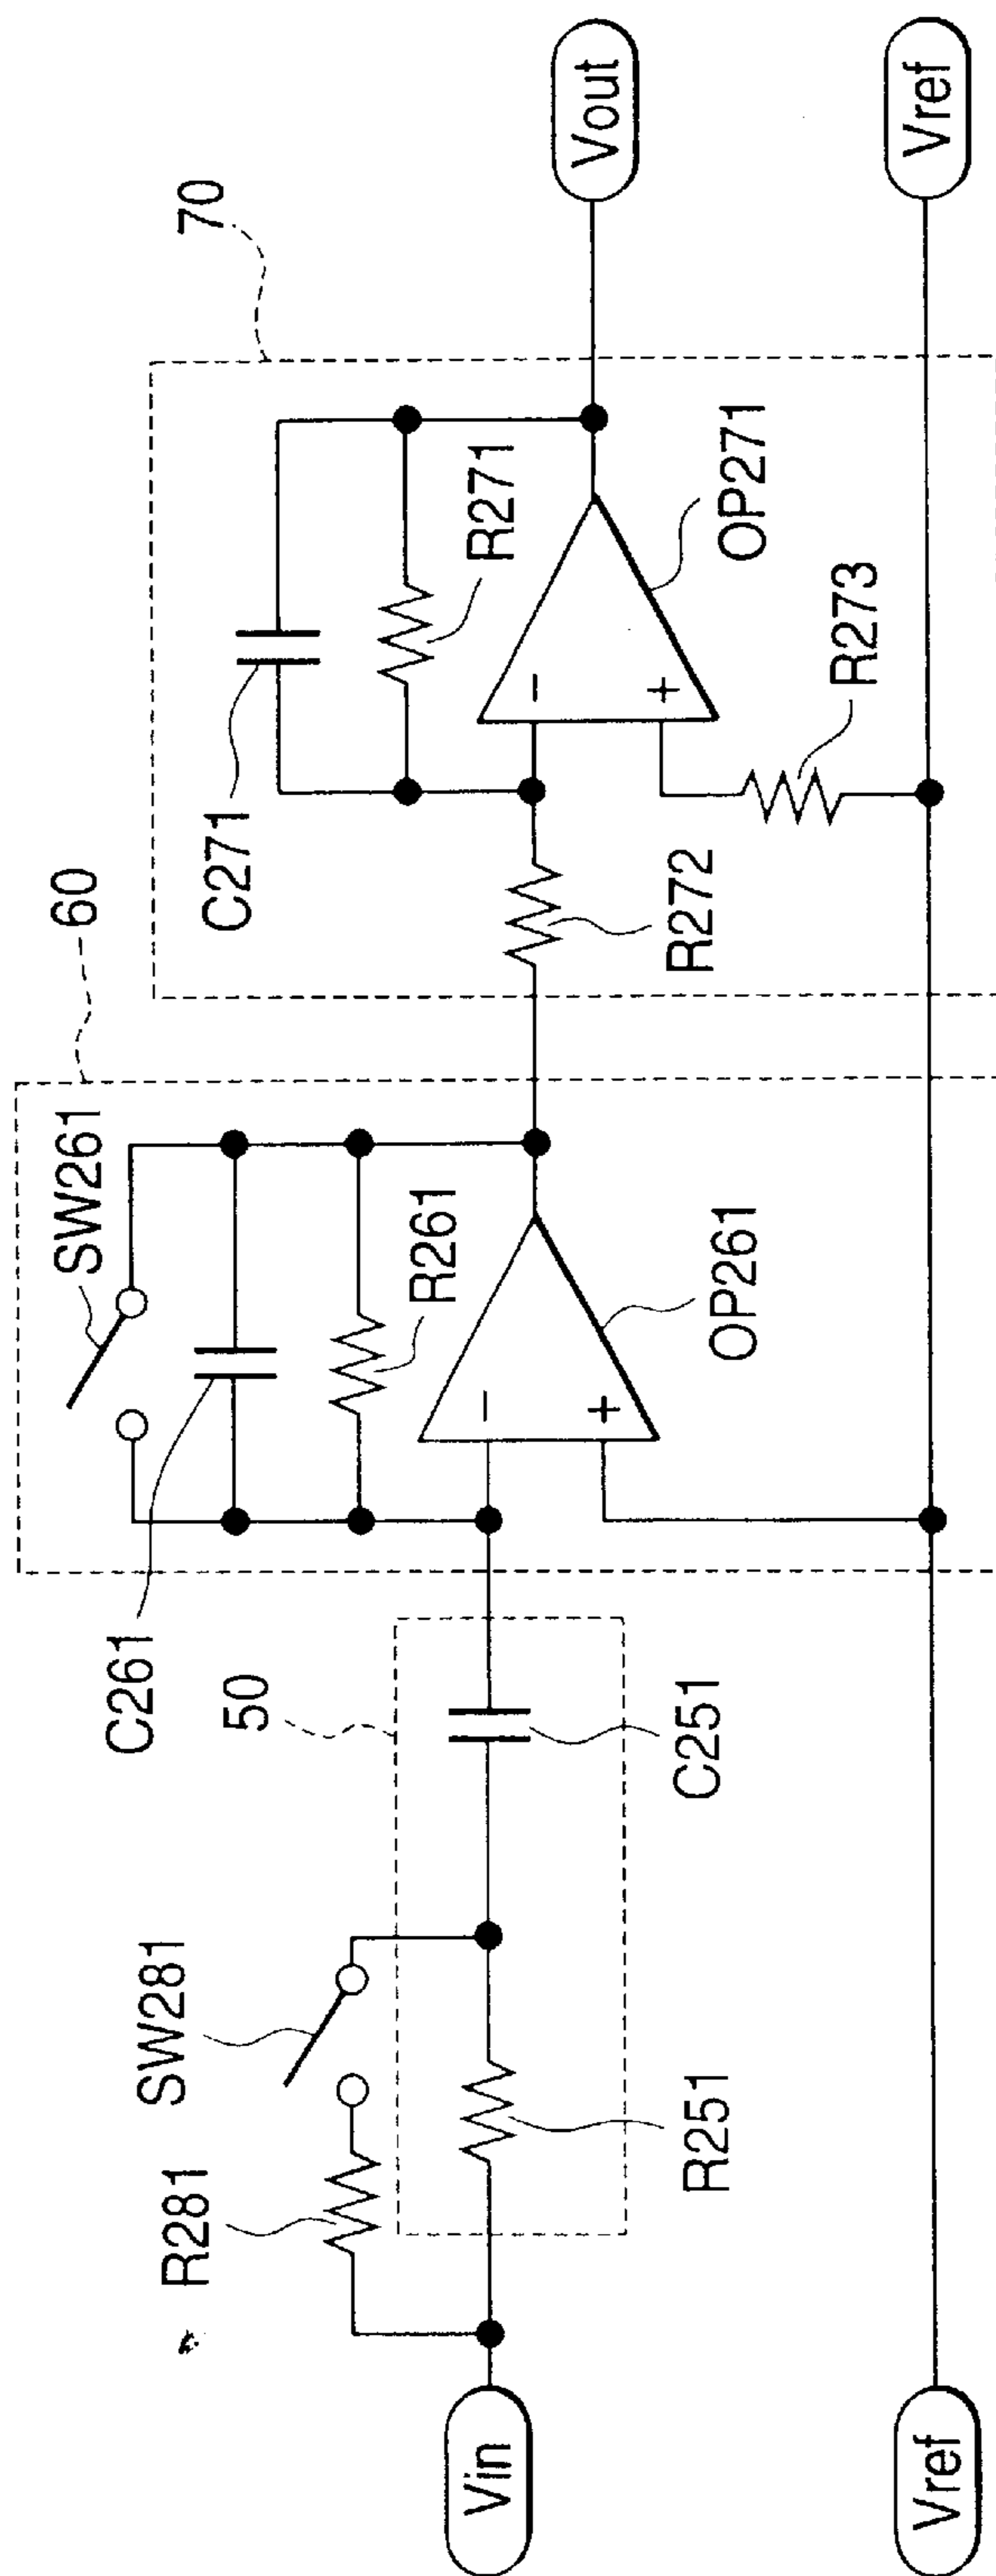 Vin
Vref
R281
SW281
R251
50
C251
C261
SW261
60
R261
−
+
OP261
R272
C271
70
R271
−
+
OP271
R273
Vout
Vref